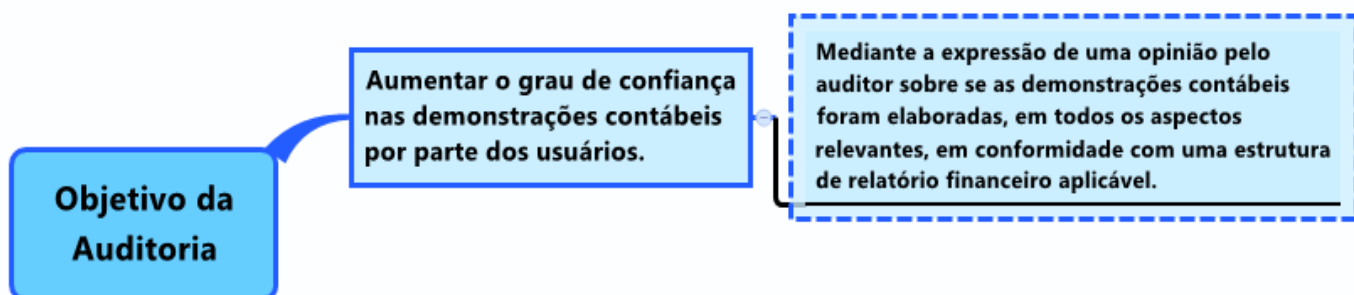 Objetivo da
Auditoria
Aumentar o grau de confiança
nas demonstrações contábeis
por parte dos usuários.
Mediante a expressão de uma opinião pelo
auditor sobre se as demonstrações contábeis
foram elaboradas, em todos os aspectos
relevantes, em conformidade com uma estrutura
de relatório financeiro aplicável.